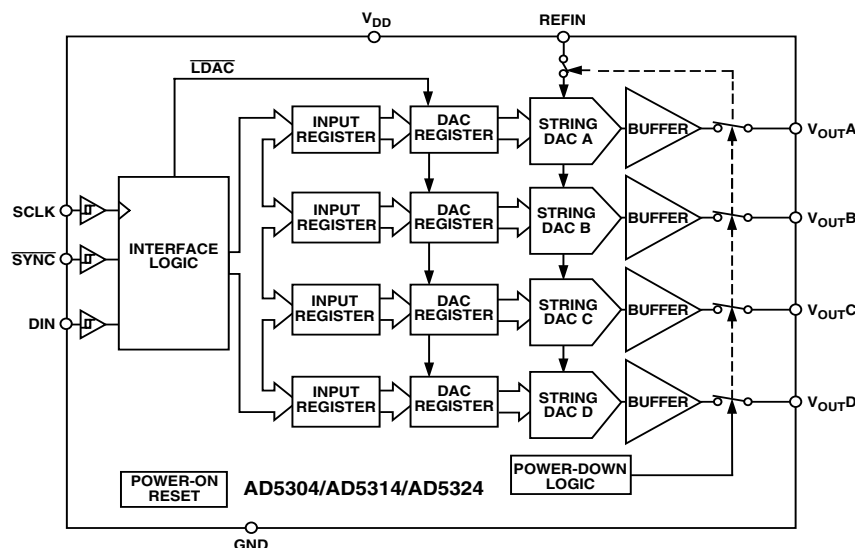 VDD
REFIN
LDAC
INPUT
REGISTER
DAC
REGISTER
STRING
DAC A
BUFFER
VOUTA
SCLK
SYNC
DIN
INTERFACE
LOGIC
INPUT
REGISTER
DAC
REGISTER
STRING
DAC B
BUFFER
VOUTB
INPUT
REGISTER
DAC
REGISTER
STRING
DAC C
BUFFER
VOUTC
INPUT
REGISTER
DAC
REGISTER
STRING
DAC D
BUFFER
VOUTD
POWER-ON
RESET
AD5304/AD5314/AD5324
POWER-DOWN
LOGIC
GND